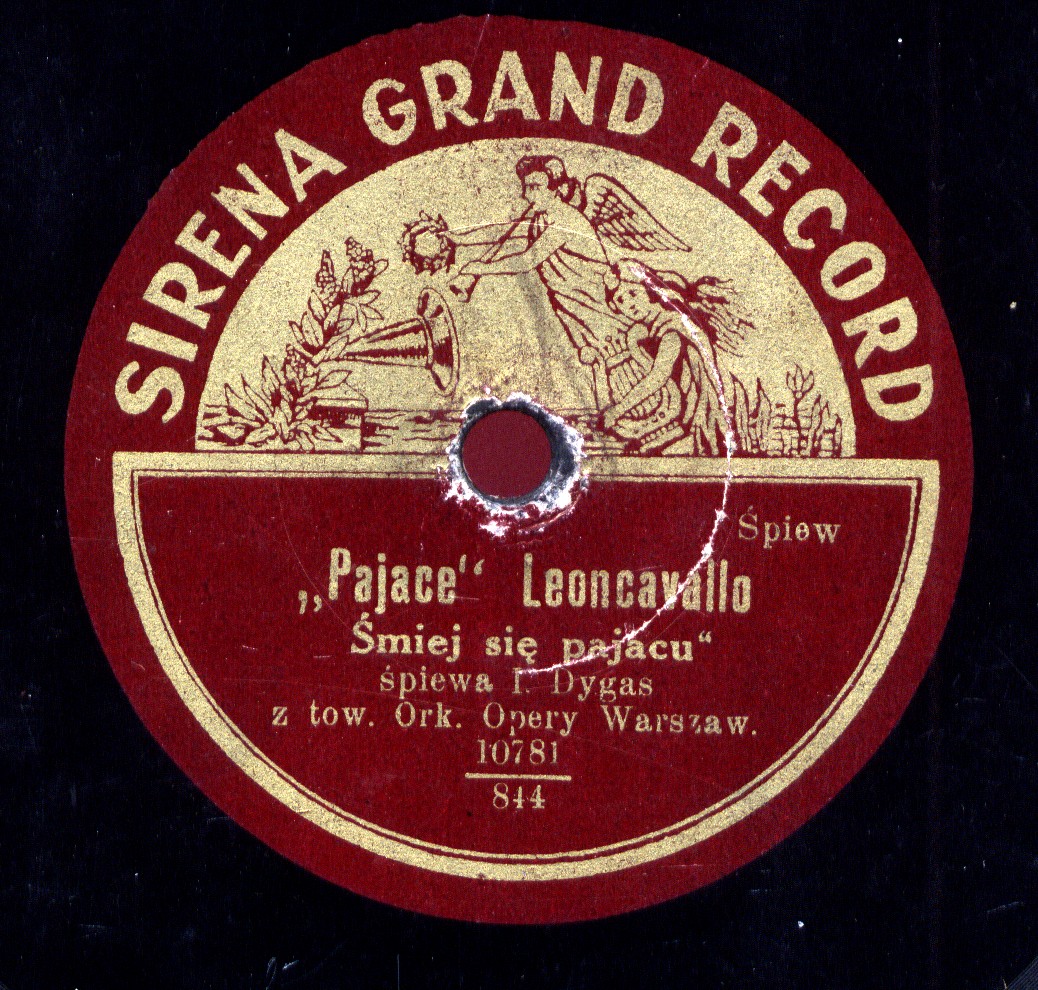 SIRENA GRAND RECORD
Śpiew
„Pajace“ Leoncavallo
Śmiej się pajacu“
śpiewa I. Dygas
z tow. Ork. Opery Warszaw.
10781
844